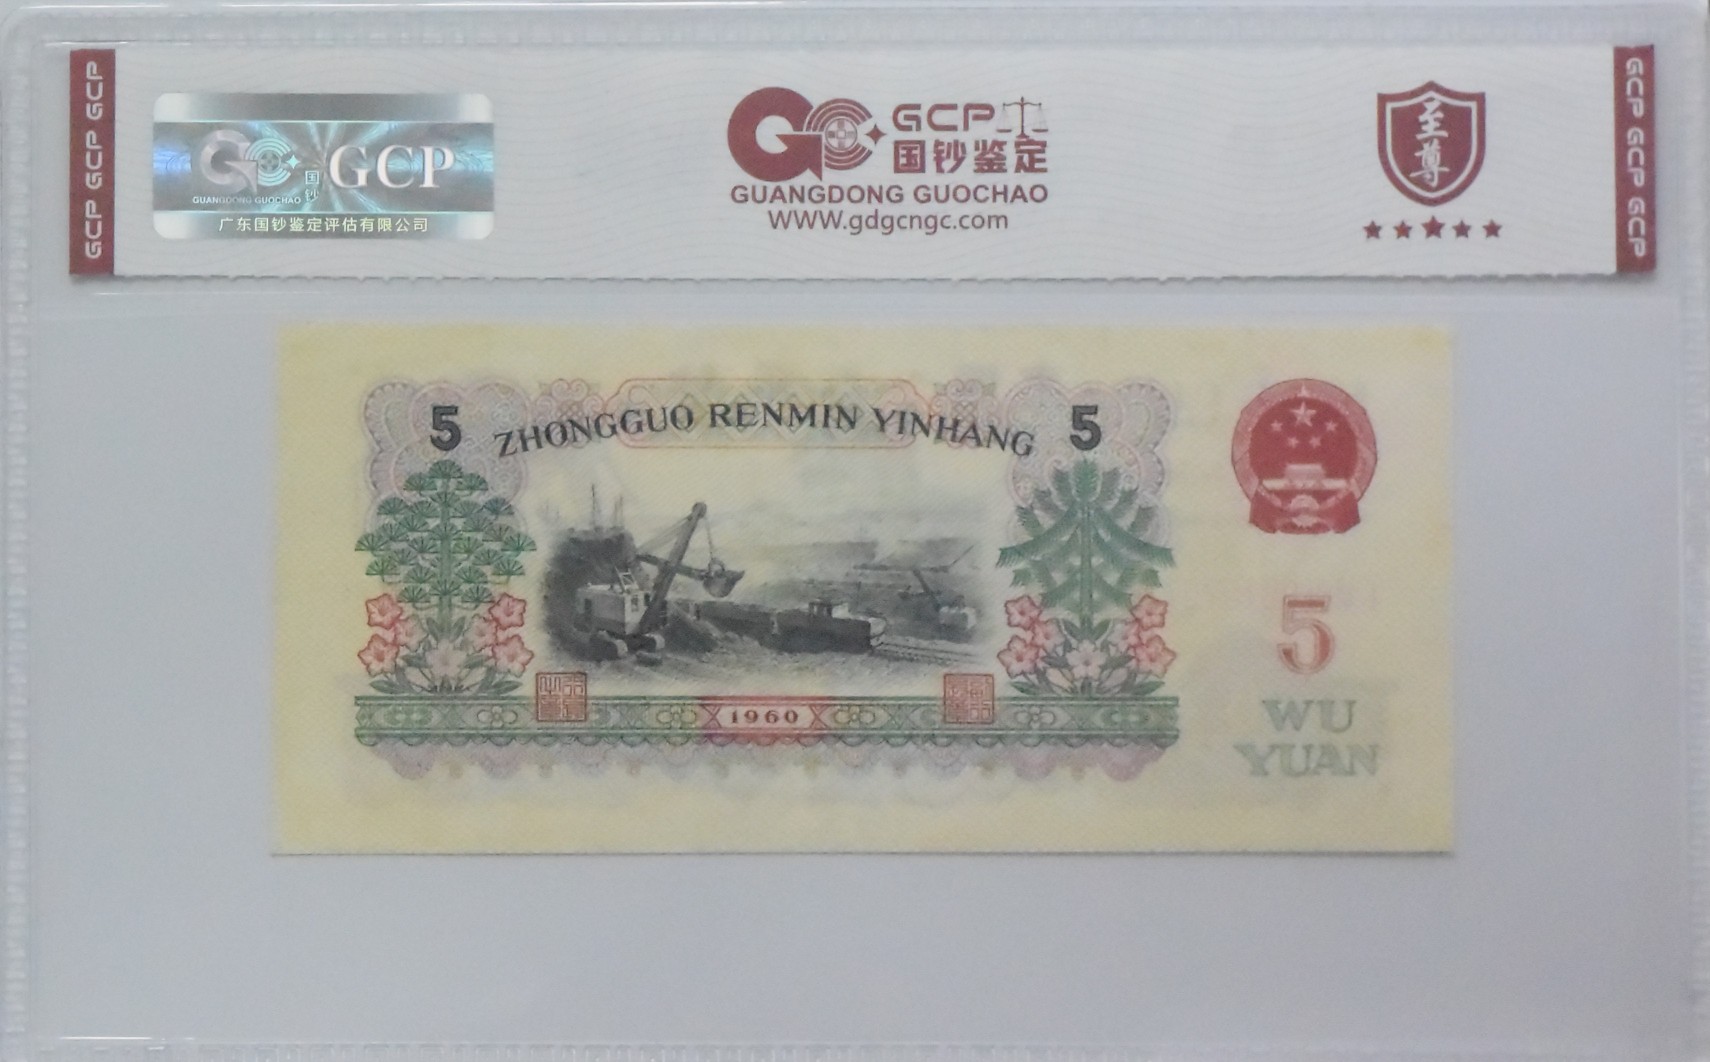 GCP GCP GCP
GUANGDONG GUOCHAO
国钞
GCP
广东国钞鉴定评估有限公司
GCP
国钞鉴定
GUANGDONG GUOCHAO
WWW.gdgcngc.com
至尊
GCP GCP GCP
5
ZHONGGUO RENMIN YINHANG
5
1960
5
WU
YUAN